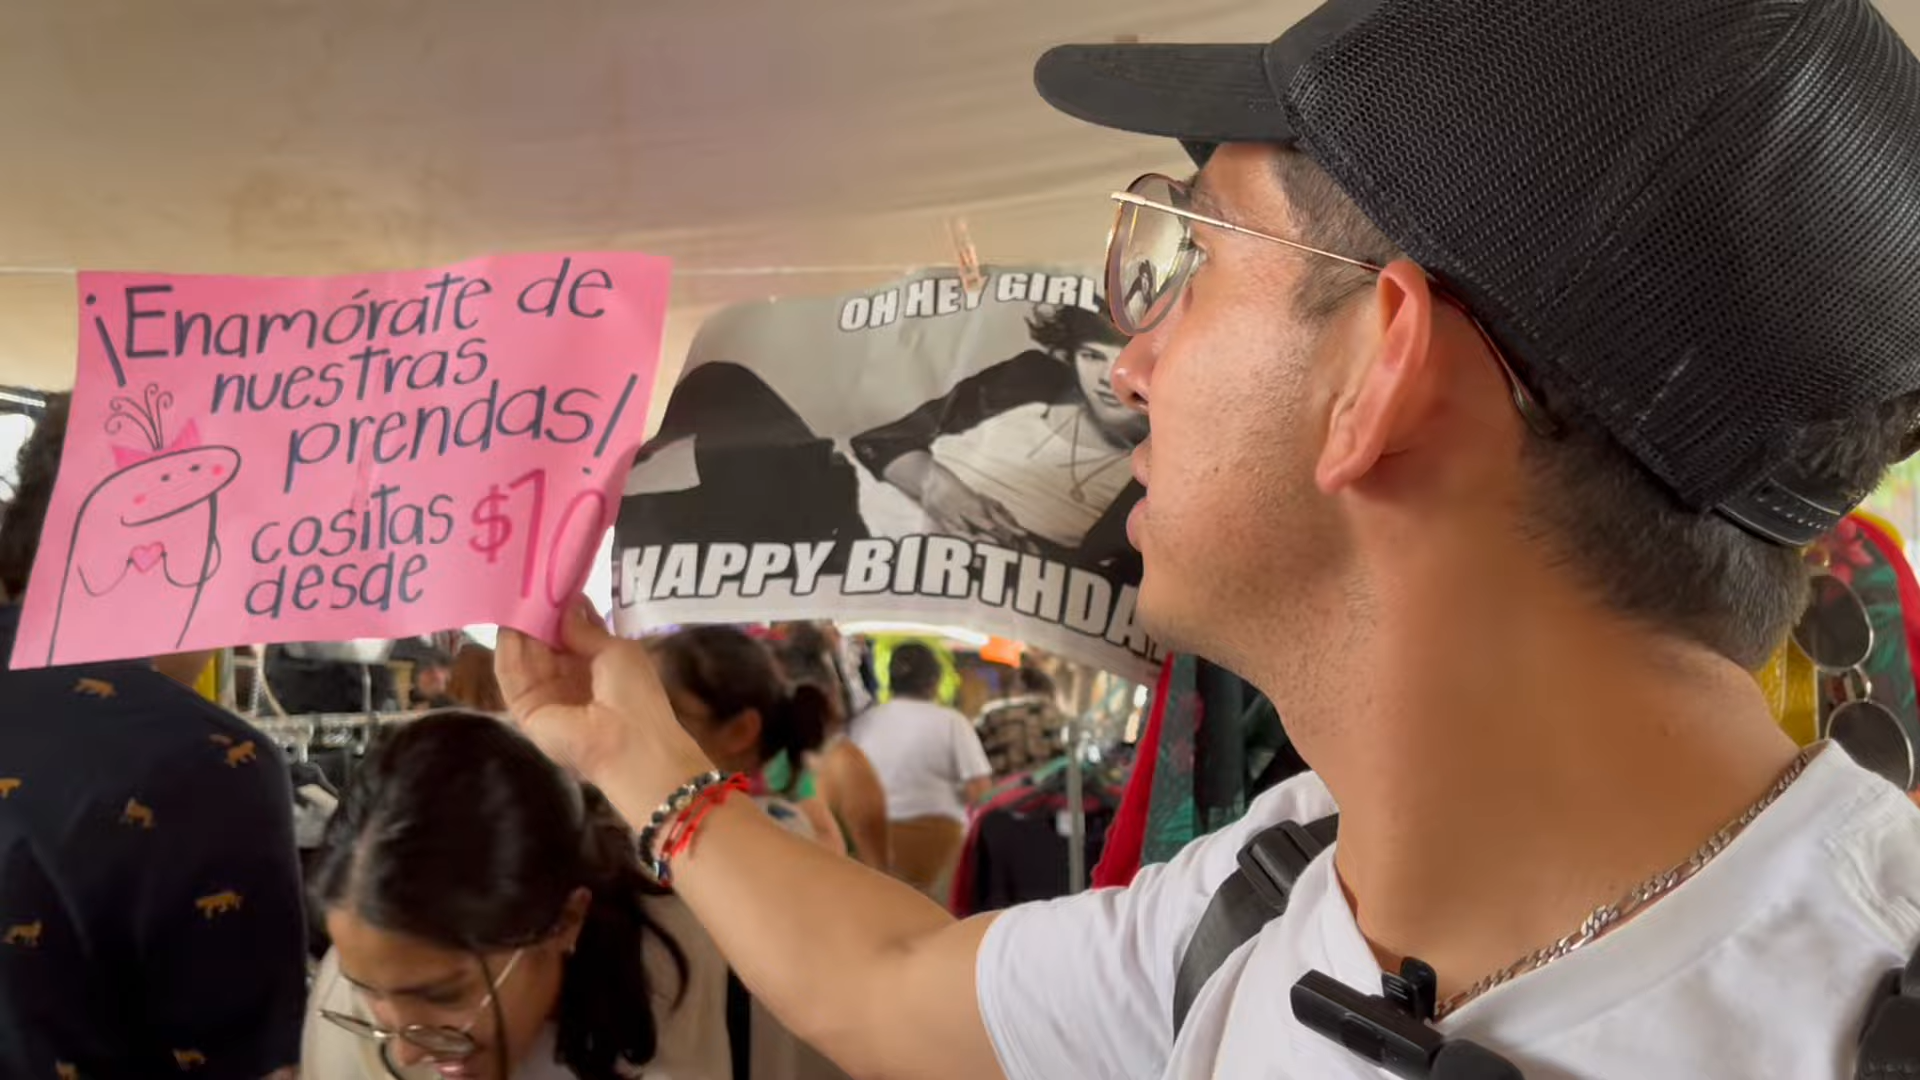 ¡Enamórate de
nuestras
prendas!
cositas $10
desde
OH HEY GIRL
HAPPY BIRTHDA